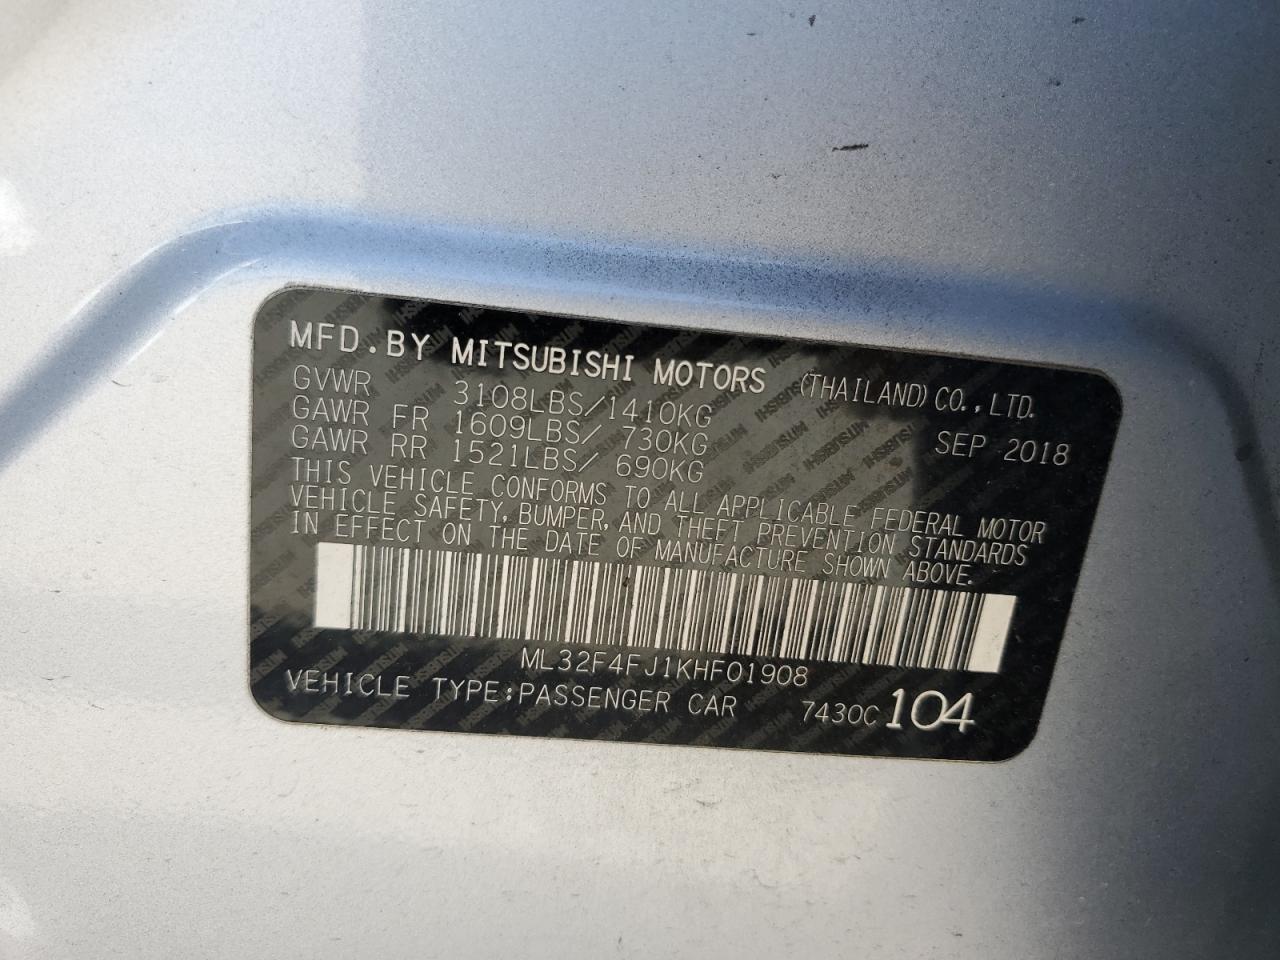 MFD. BY MITSUBISHI MOTORS (THAILAND) CO., LTD.
GVWR 3108LBS/1410KG SEP 2018
GAWR FR 1609LBS/ 730KG
GAWR RR 1521LBS/ 690KG
THIS VEHICLE CONFORMS TO ALL APPLICABLE FEDERAL MOTOR
VEHICLE SAFETY, BUMPER, AND THEFT PREVENTION STANDARDS
IN EFFECT ON THE DATE OF MANUFACTURE SHOWN ABOVE.
ML32F4FJ1KHF01908
VEHICLE TYPE:PASSENGER CAR 7430C 104